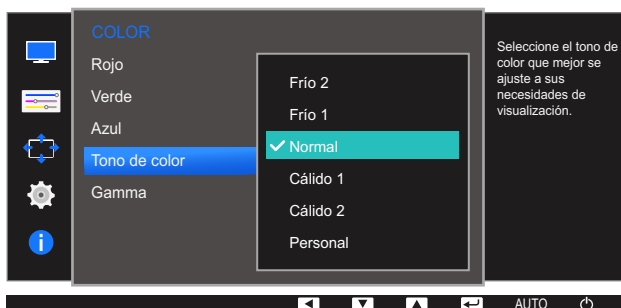 COLOR
Rojo
Verde
Azul
Tono de color
Gamma
Frío 2
Frío 1
Normal
Cálido 1
Cálido 2
Personal
Seleccione el tono de
color que mejor se
ajuste a sus
necesidades de
visualización.
AUTO